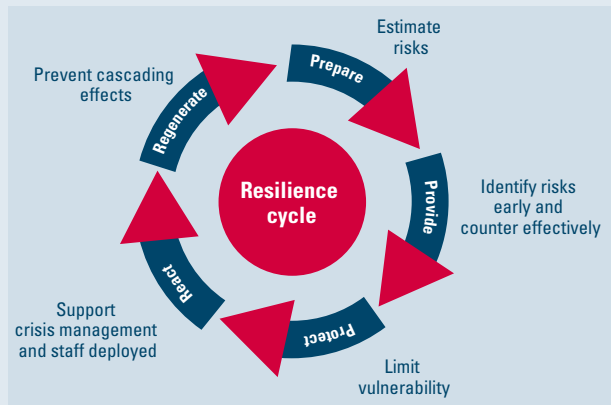 Resilience
cycle
Prepare
Estimate
risks
Provide
Identify risks
early and
counter effectively
Protect
Limit
vulnerability
React
Support
crisis management
and staff deployed
Regenerate
Prevent cascading
effects